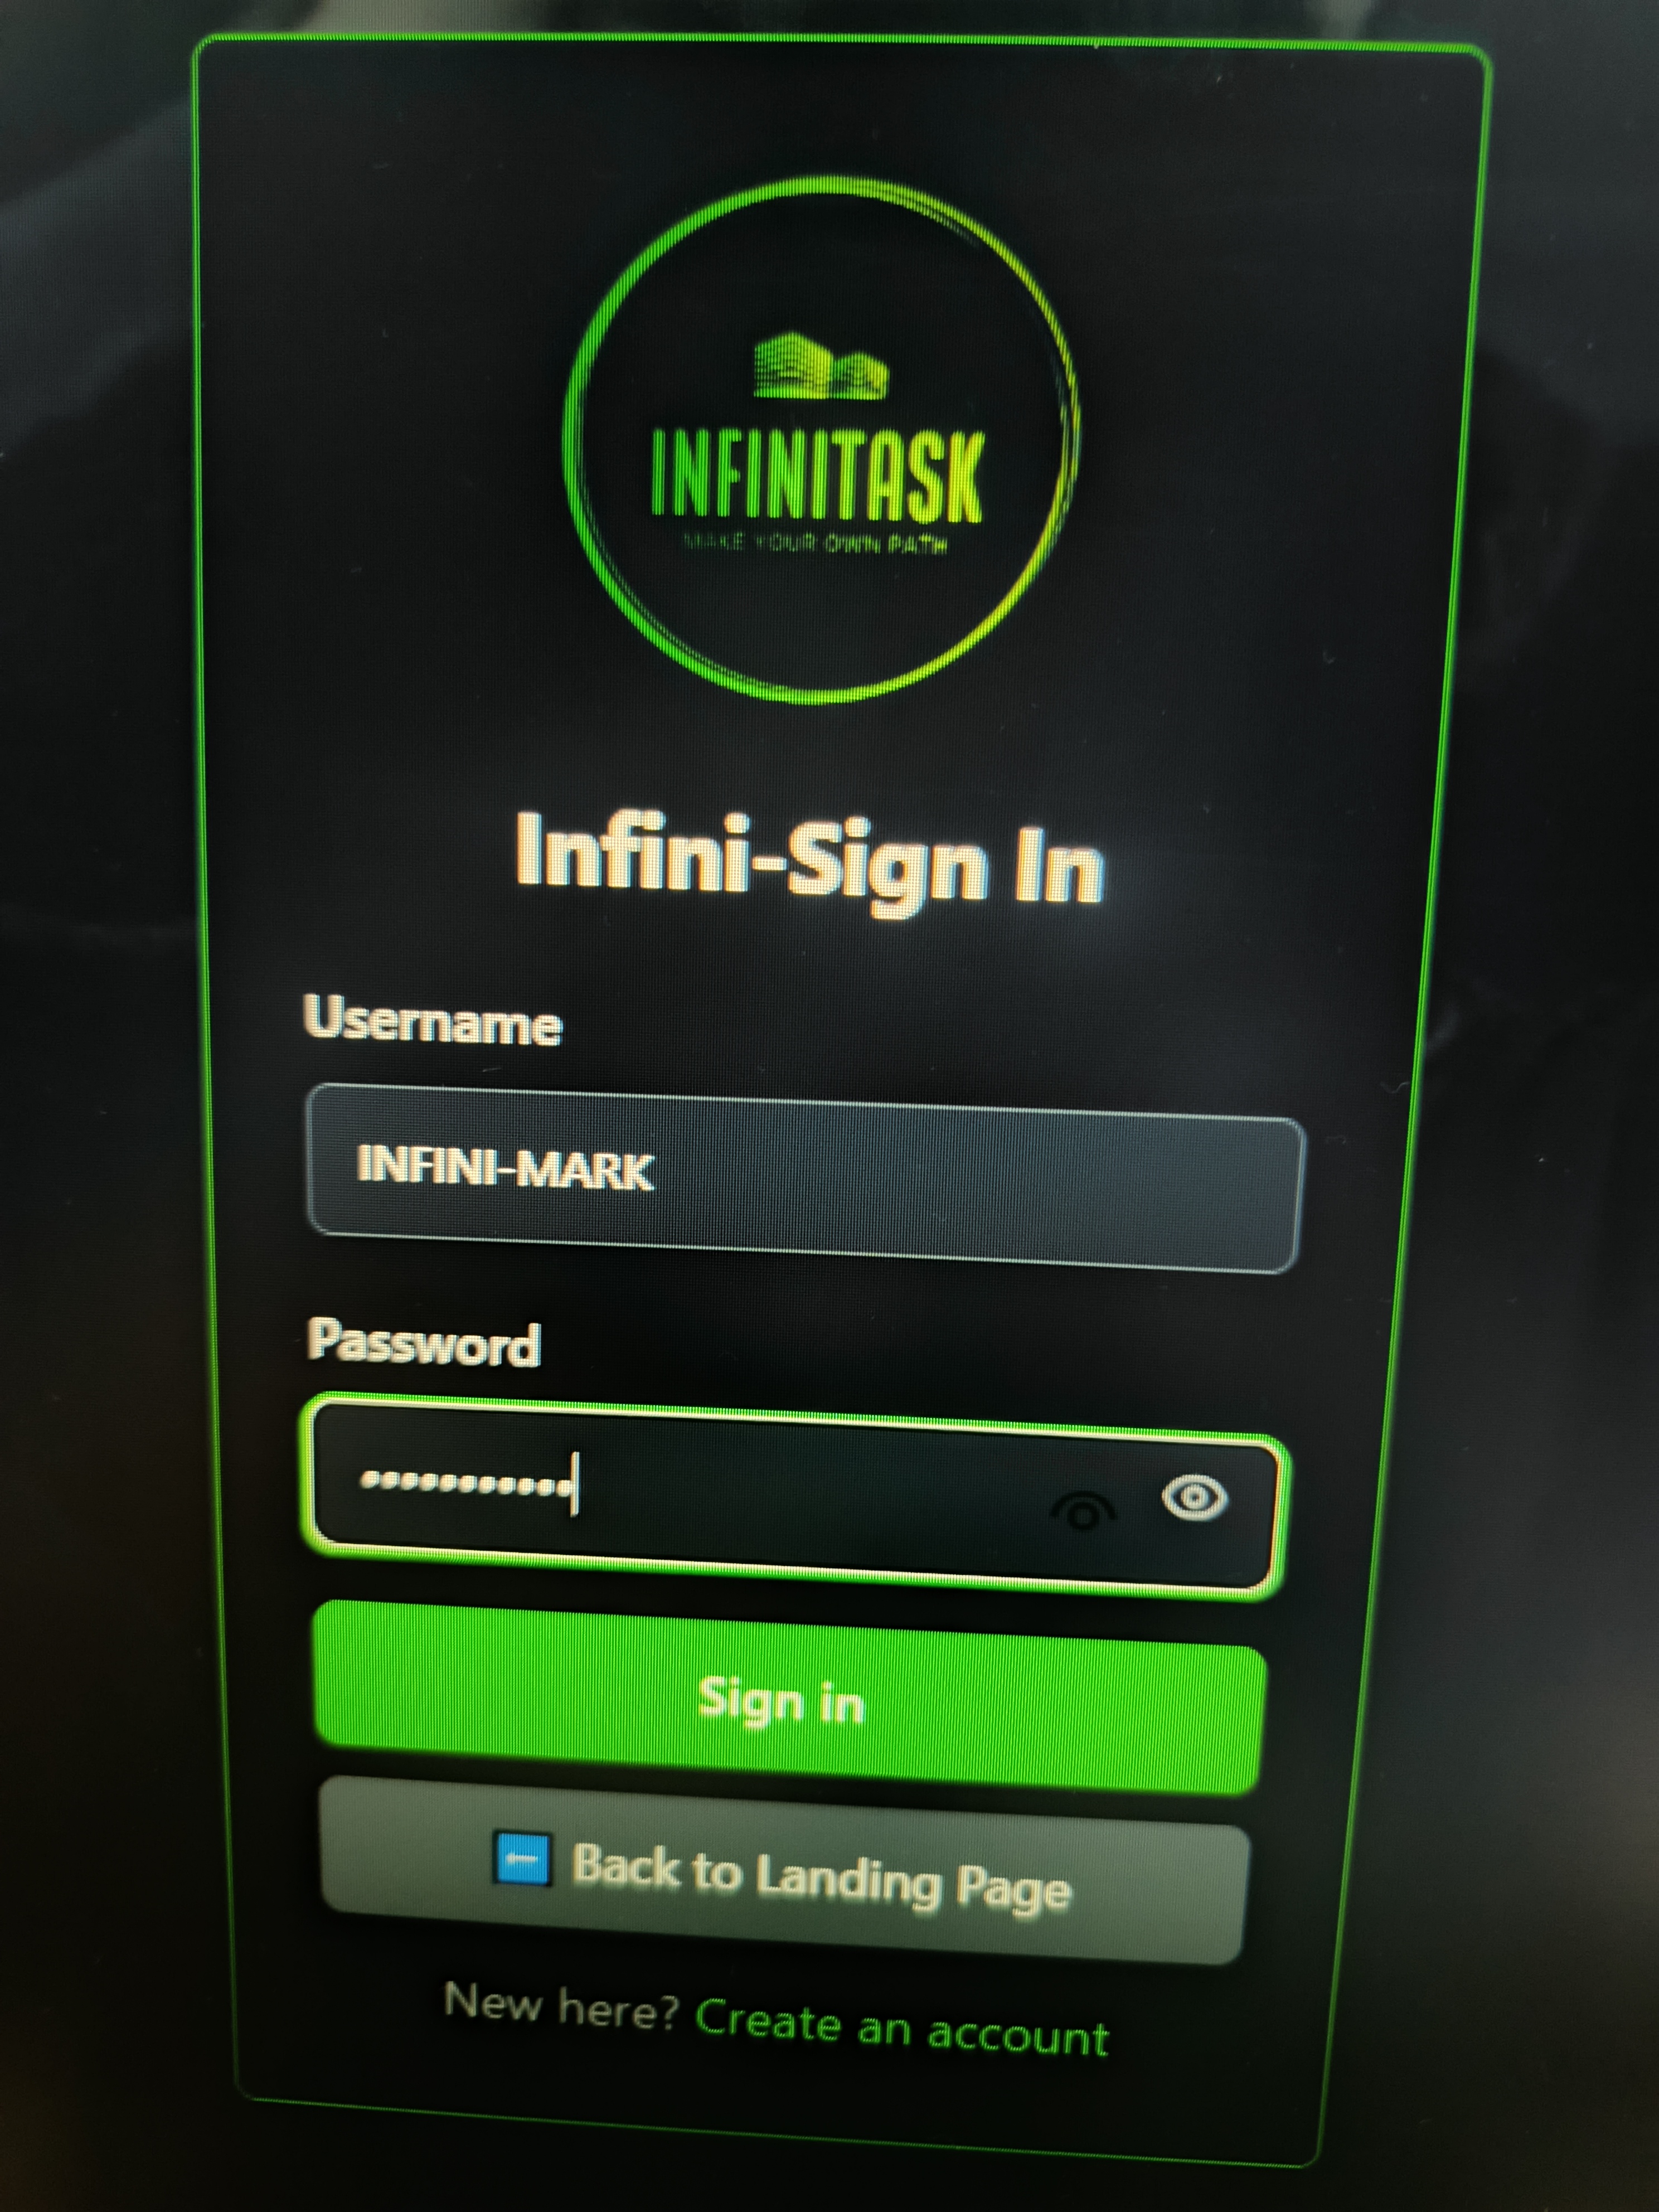 INFINITASK
MAKE YOUR OWN PATH
Infini-Sign In
Username
INFINI-MARK
Password
•••••••••••
Sign in
Back to Landing Page
New here? Create an account